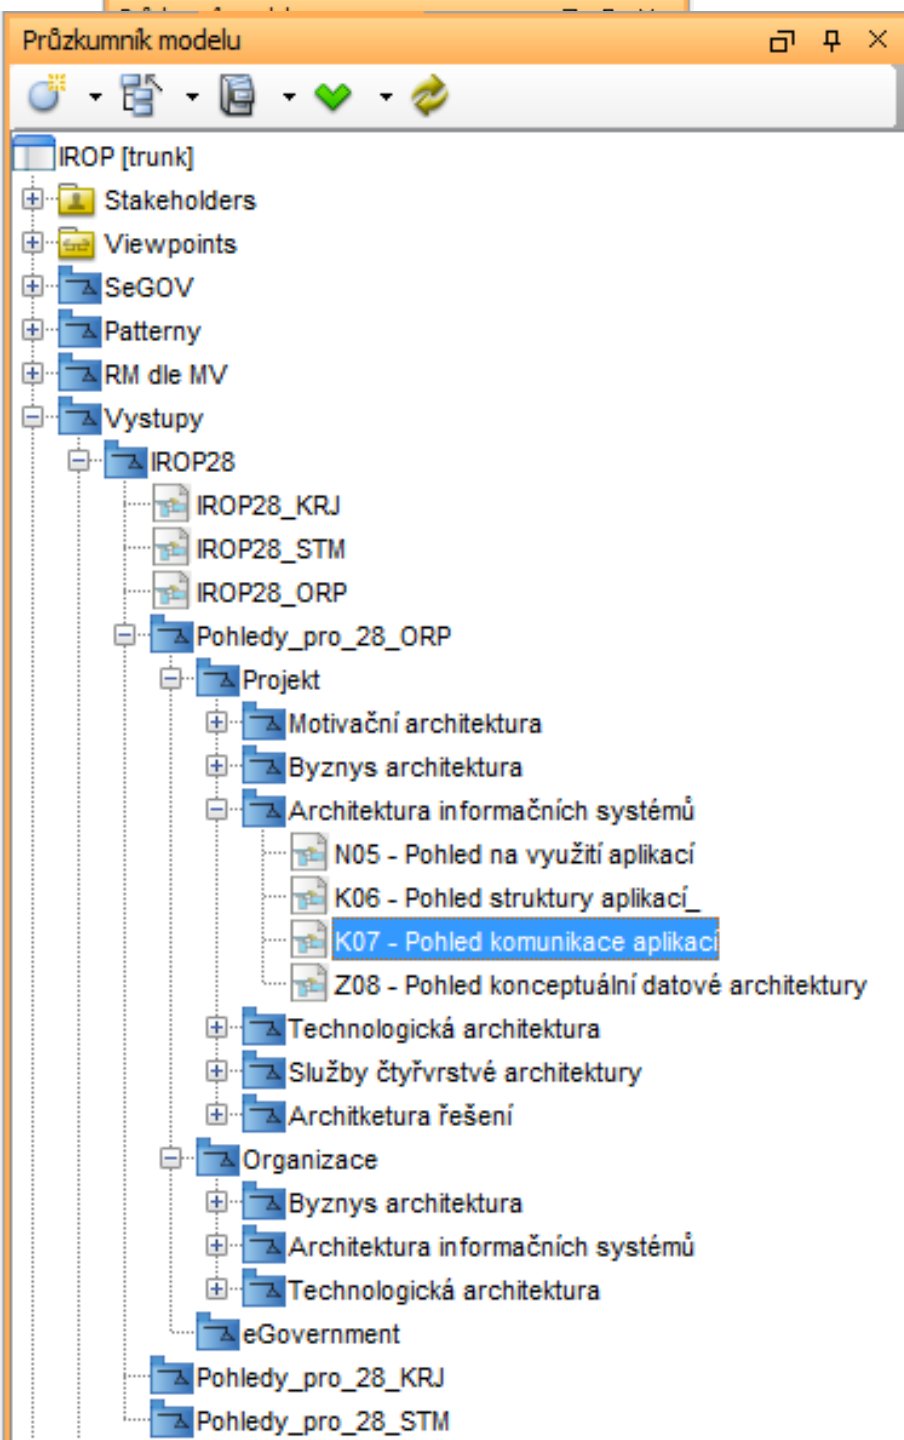 Průzkumník modelu
IROP [trunk]
Stakeholders
Viewpoints
SeGOV
Patterny
RM dle MV
Vystupy
IROP28
IROP28_KRJ
IROP28_STM
IROP28_ORP
Pohledy_pro_28_ORP
Projekt
Motivační architektura
Byznys architektura
Architektura informačních systémů
N05 - Pohled na využití aplikací
K06 - Pohled struktury aplikací_
K07 - Pohled komunikace aplikací
Z08 - Pohled konceptuální datové architektury
Technologická architektura
Služby čtyřvrstvé architektury
Architketura řešení
Organizace
Byznys architektura
Architektura informačních systémů
Technologická architektura
eGovernment
Pohledy_pro_28_KRJ
Pohledy_pro_28_STM